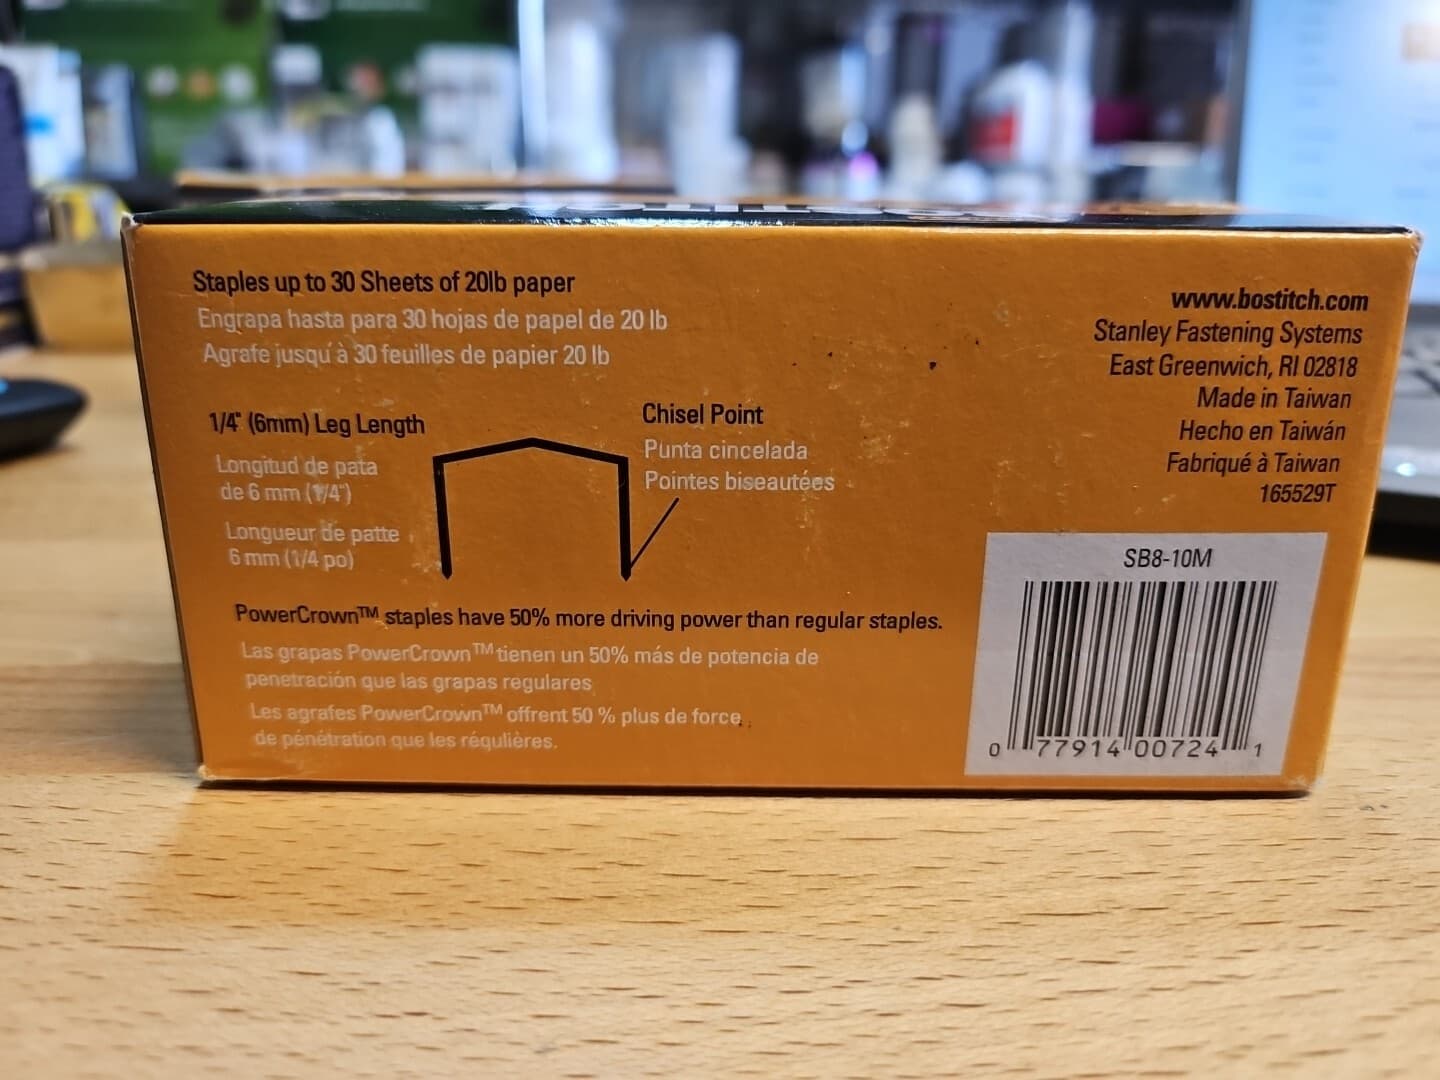 Staples up to 30 Sheets of 20lb paper
Engrapa hasta para 30 hojas de papel de 20 lb
Agrafe jusqu'à 30 feuilles de papier 20 lb
1/4" (6mm) Leg Length
Longitud de pata
de 6 mm (1/4")
Longueur de patte
6 mm (1/4 po)
Chisel Point
Punta cincelada
Pointes biseautées
PowerCrown™ staples have 50% more driving power than regular staples.
Las grapas PowerCrown™ tienen un 50% más de potencia de
penetración que las grapas regulares
Les agrafes PowerCrown™ offrent 50 % plus de force
de pénétration que les régulières.
www.bostitch.com
Stanley Fastening Systems
East Greenwich, RI 02818
Made in Taiwan
Hecho en Taiwán
Fabriqué à Taiwan
165529T
SB8-10M
0 77914 00724 1